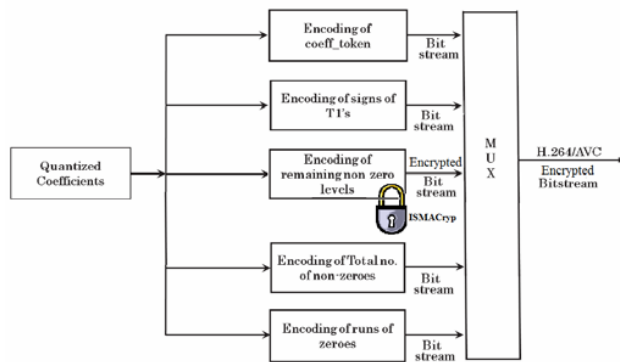 Encoding of
coeff_token
Bit
stream
Encoding of signs of
T1's
Bit
stream
M
U
X
Quantized
Coefficients
Encoding of
remaining non zero
levels
Encrypted
Bit
stream
ISMACryp
H.264/AVC
Encrypted
Bitstream
Encoding of Total no.
of non-zeroes
Bit
stream
Encoding of runs of
zeroes
Bit
stream